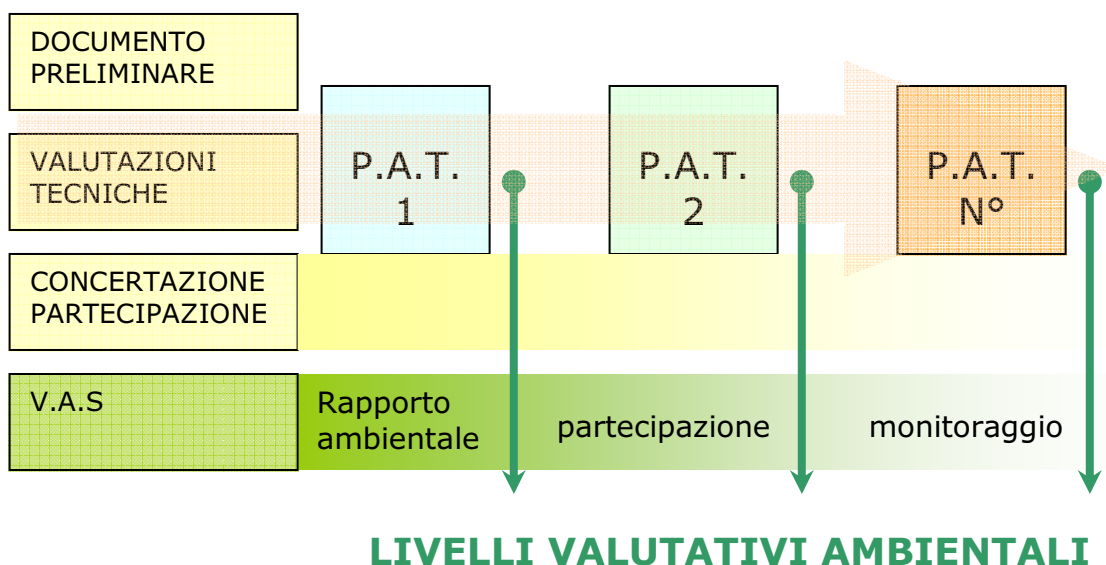 DOCUMENTO
PRELIMINARE
VALUTAZIONI
TECNICHE
P.A.T.
1
P.A.T.
2
P.A.T.
N°
CONCERTAZIONE
PARTECIPAZIONE
V.A.S
Rapporto
ambientale
partecipazione
monitoraggio
LIVELLI VALUTATIVI AMBIENTALI